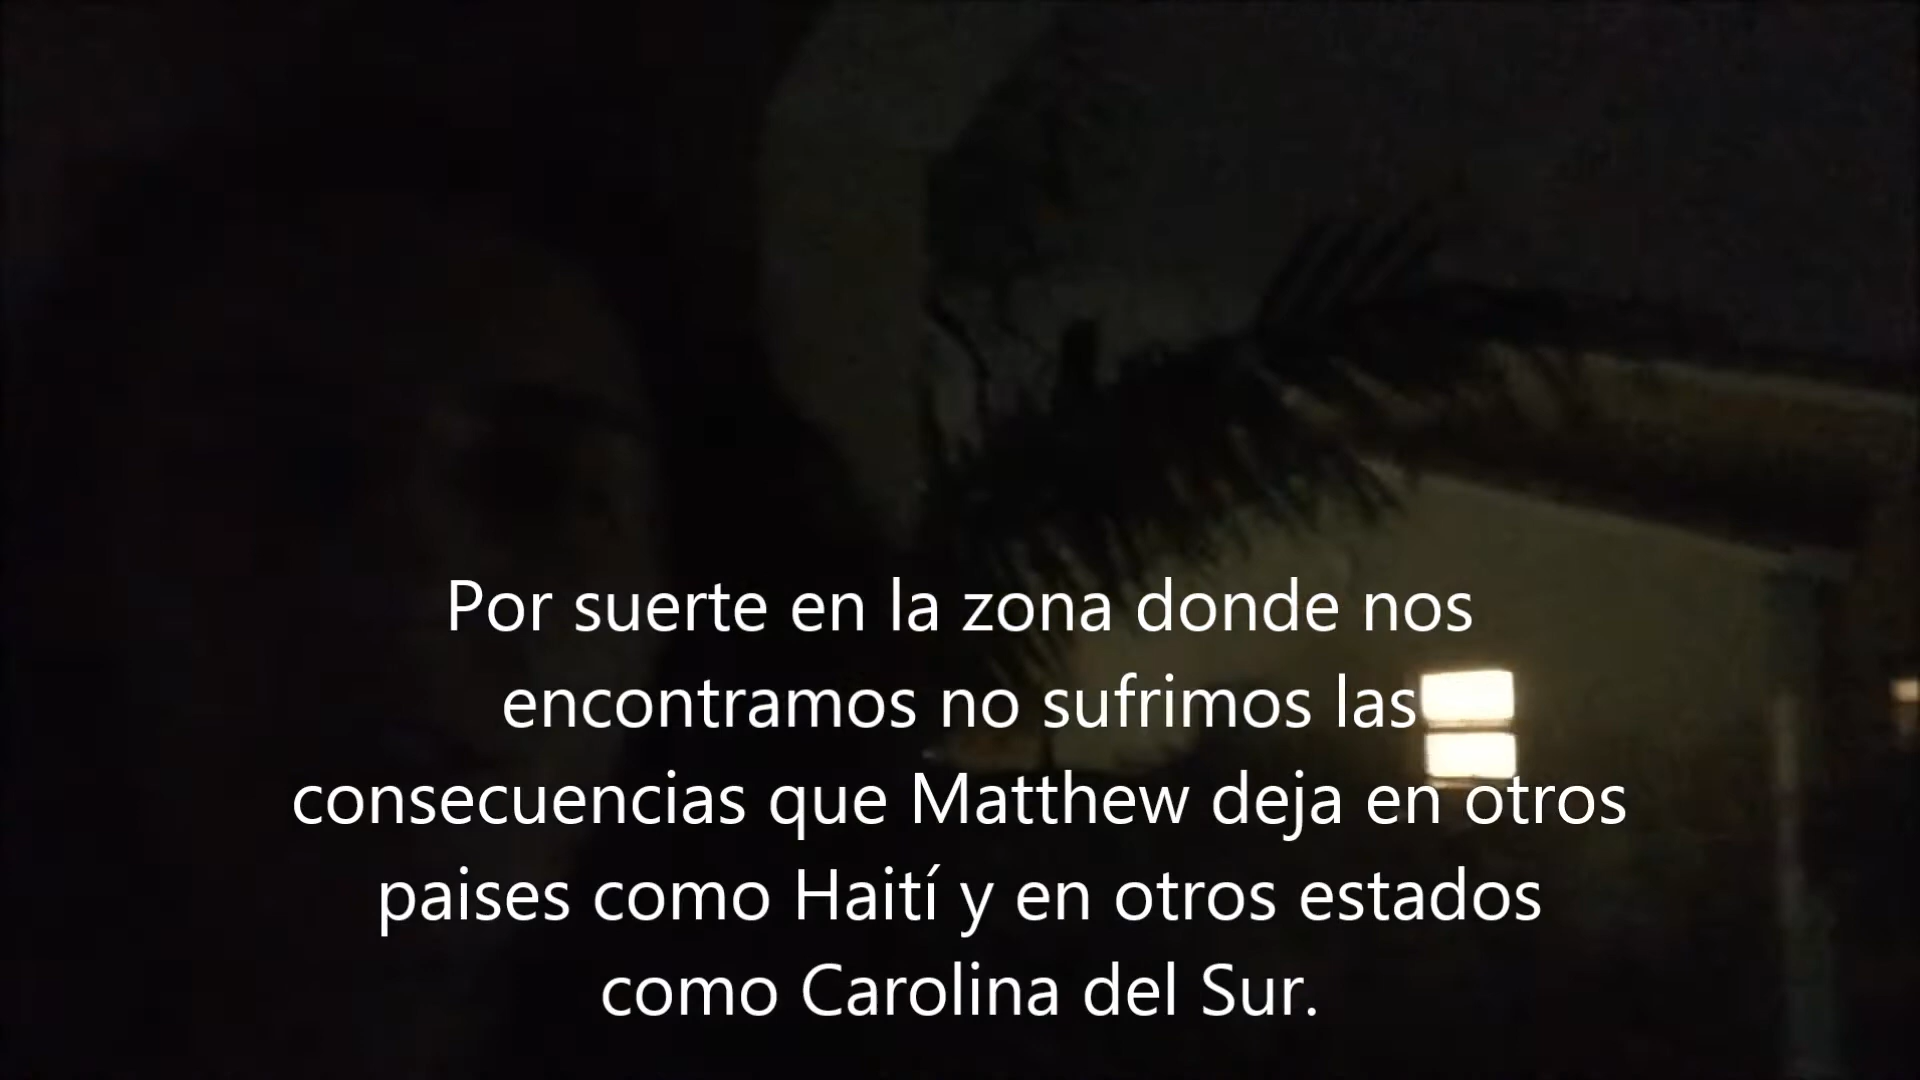 Por suerte en la zona donde nos
encontramos no sufrimos las
consecuencias que Matthew deja en otros
paises como Haití y en otros estados
como Carolina del Sur.